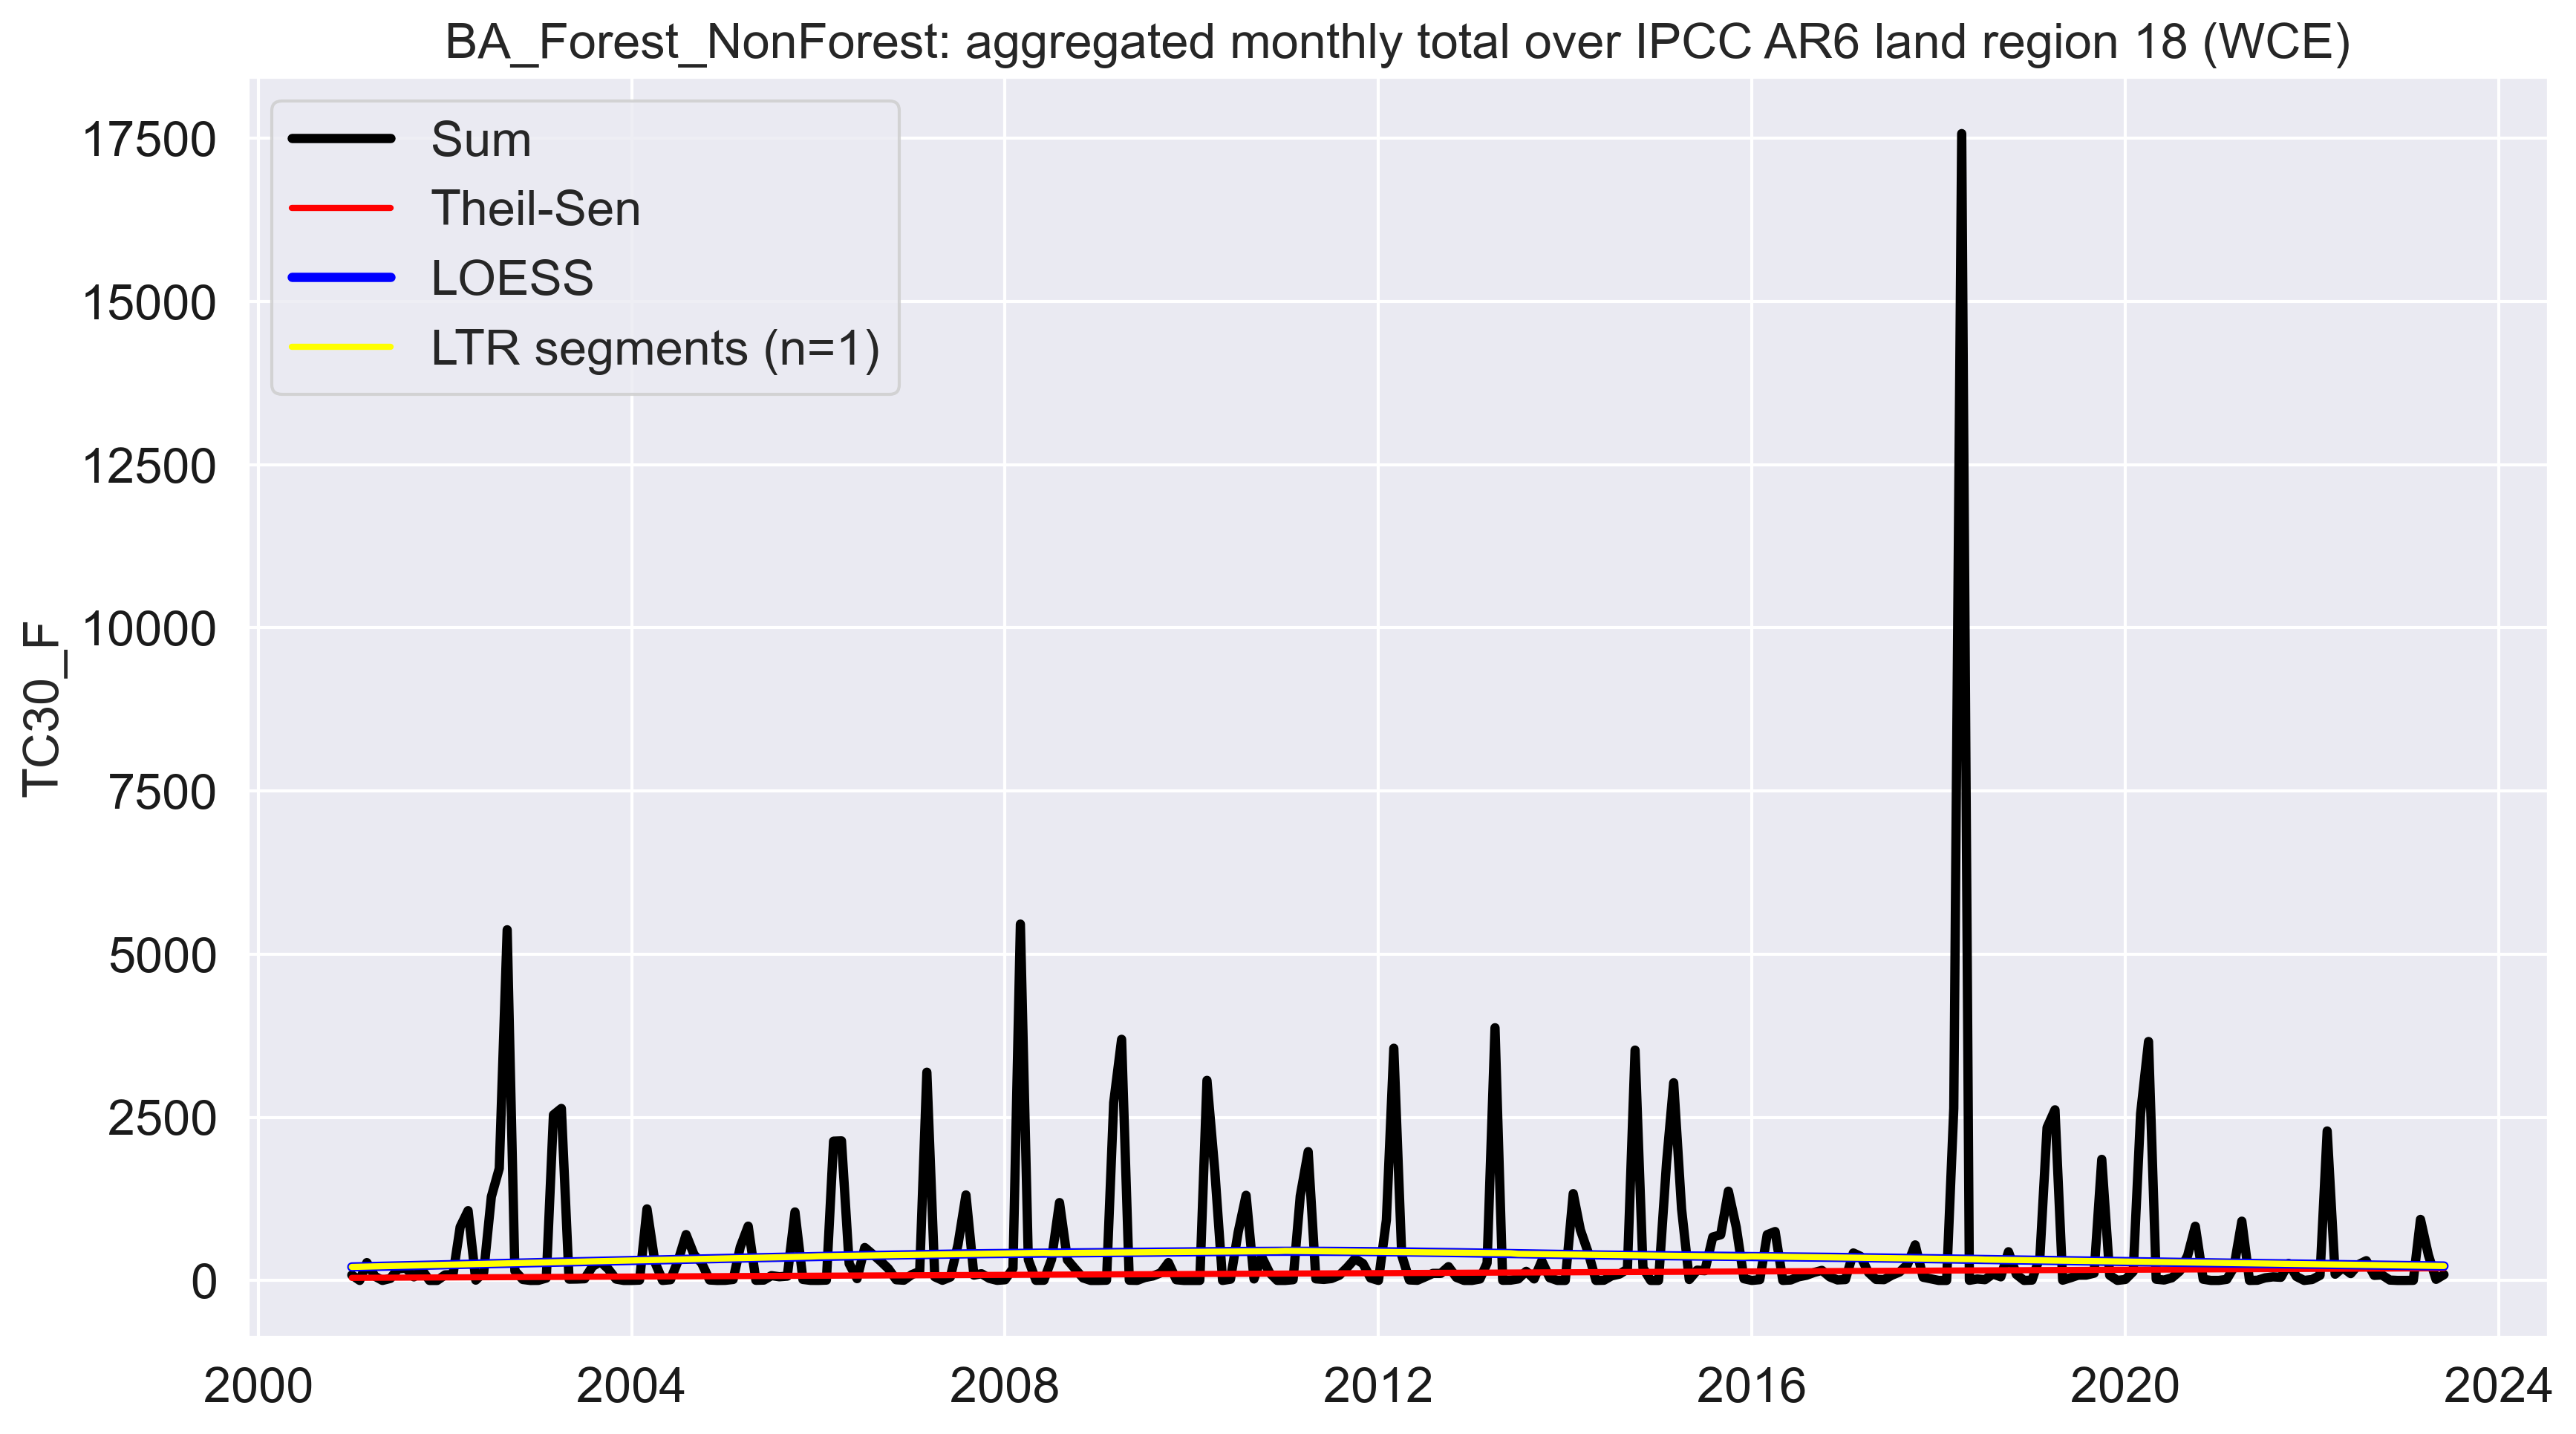 BA_Forest_NonForest: aggregated monthly total over IPCC AR6 land region 18 (WCE)
Sum
Theil-Sen
LOESS
LTR segments (n=1)
TC30_F
17500
15000
12500
10000
7500
5000
2500
0
2000
2004
2008
2012
2016
2020
2024